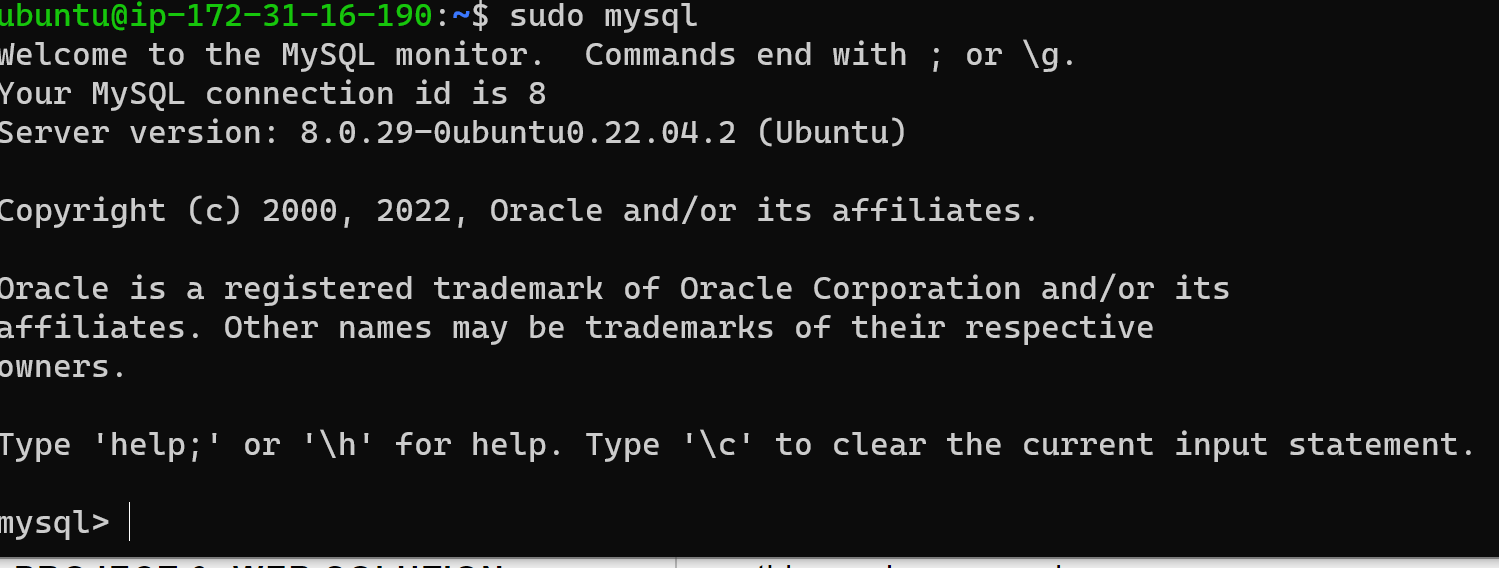 ubuntu@ip-172-31-16-190:~$ sudo mysql
Welcome to the MySQL monitor.  Commands end with ; or \g.
Your MySQL connection id is 8
Server version: 8.0.29-0ubuntu0.22.04.2 (Ubuntu)
Copyright (c) 2000, 2022, Oracle and/or its affiliates.
Oracle is a registered trademark of Oracle Corporation and/or its
affiliates. Other names may be trademarks of their respective
owners.
Type 'help;' or '\h' for help. Type '\c' to clear the current input statement.
mysql>